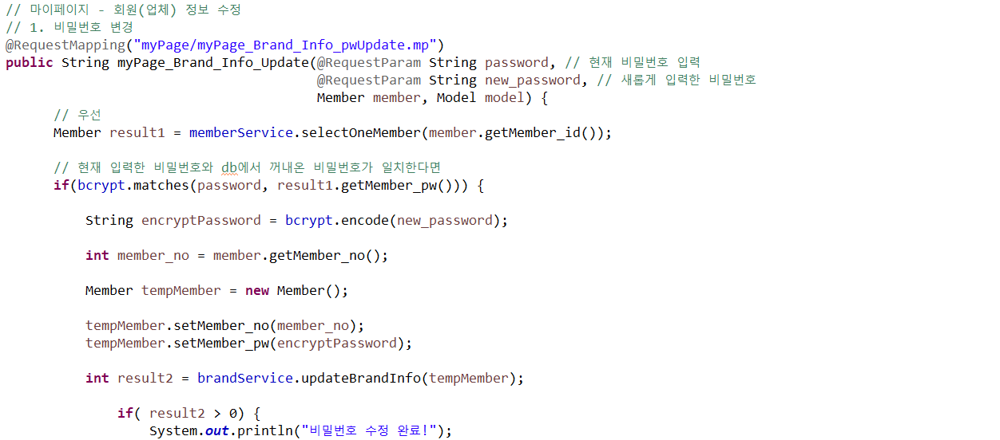 // 마이페이지 - 회원(업체) 정보 수정
// 1. 비밀번호 변경
@RequestMapping("myPage/myPage_Brand_Info_pwUpdate.mp")
public String myPage_Brand_Info_Update(@RequestParam String password, // 현재 비밀번호 입력
@RequestParam String new_password, // 새롭게 입력한 비밀번호
Member member, Model model) {
// 우선
Member result1 = memberService.selectOneMember(member.getMember_id());
// 현재 입력한 비밀번호와 db에서 꺼내온 비밀번호가 일치한다면
if(bcrypt.matches(password, result1.getMember_pw())) {
String encryptPassword = bcrypt.encode(new_password);
int member_no = member.getMember_no();
Member tempMember = new Member();
tempMember.setMember_no(member_no);
tempMember.setMember_pw(encryptPassword);
int result2 = brandService.updateBrandInfo(tempMember);
if( result2 > 0) {
System.out.println("비밀번호 수정 완료!");